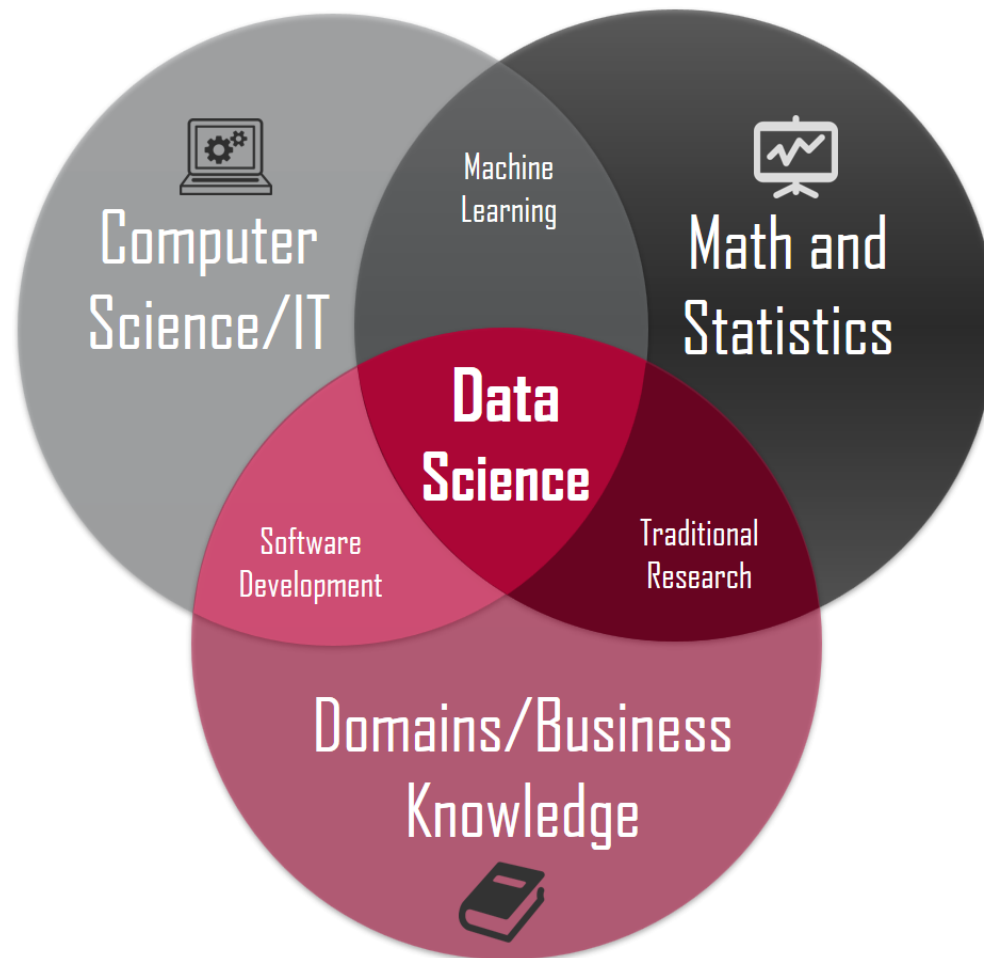 Machine
Learning
Computer
Science/IT
Math and
Statistics
Data
Science
Software
Development
Traditional
Research
Domains/Business
Knowledge